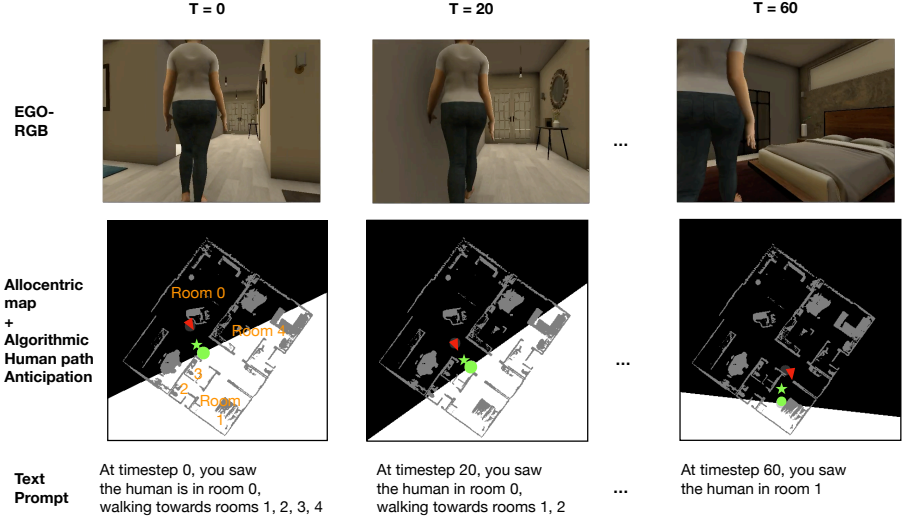 T = 0
T = 20
T = 60
EGO-
RGB
...
Allocentric
map
+
Algorithmic
Human path
Anticipation
Room 0
Room 4
3
2
Room
1
...
Text
Prompt
At timestep 0, you saw
the human is in room 0,
walking towards rooms 1, 2, 3, 4
At timestep 20, you saw
the human in room 0,
walking towards rooms 1, 2
...
At timestep 60, you saw
the human in room 1